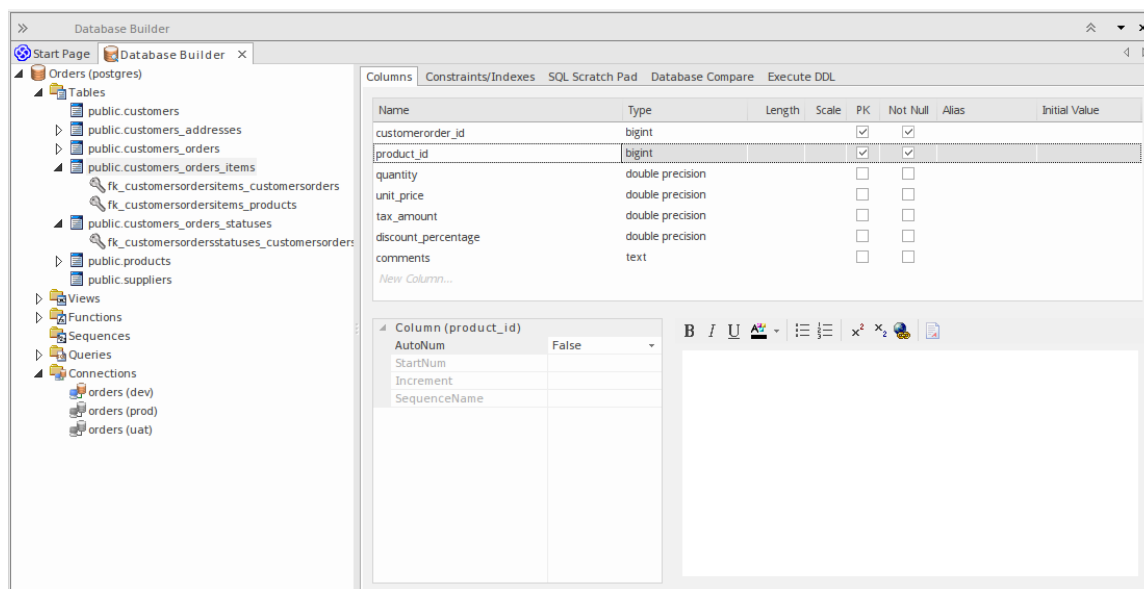 Database Builder
Start Page Database Builder
Orders (postgres)
Tables
public.customers
public.customers_addresses
public.customers_orders
public.customers_orders_items
fk_customersordersitems_customersorders
fk_customersordersitems_products
public.customers_orders_statuses
fk_customersordersstatuses_customersorders
public.products
public.suppliers
Views
Functions
Sequences
Queries
Connections
orders (dev)
orders (prod)
orders (uat)
Columns Constraints/Indexes SQL Scratch Pad Database Compare Execute DDL
Name Type Length Scale PK Not Null Alias Initial Value
customerorder_id bigint
product_id bigint
quantity double precision
unit_price double precision
tax_amount double precision
discount_percentage double precision
comments text
New Column...
Column (product_id)
AutoNum False
StartNum
Increment
SequenceName
B I U A x² x₂